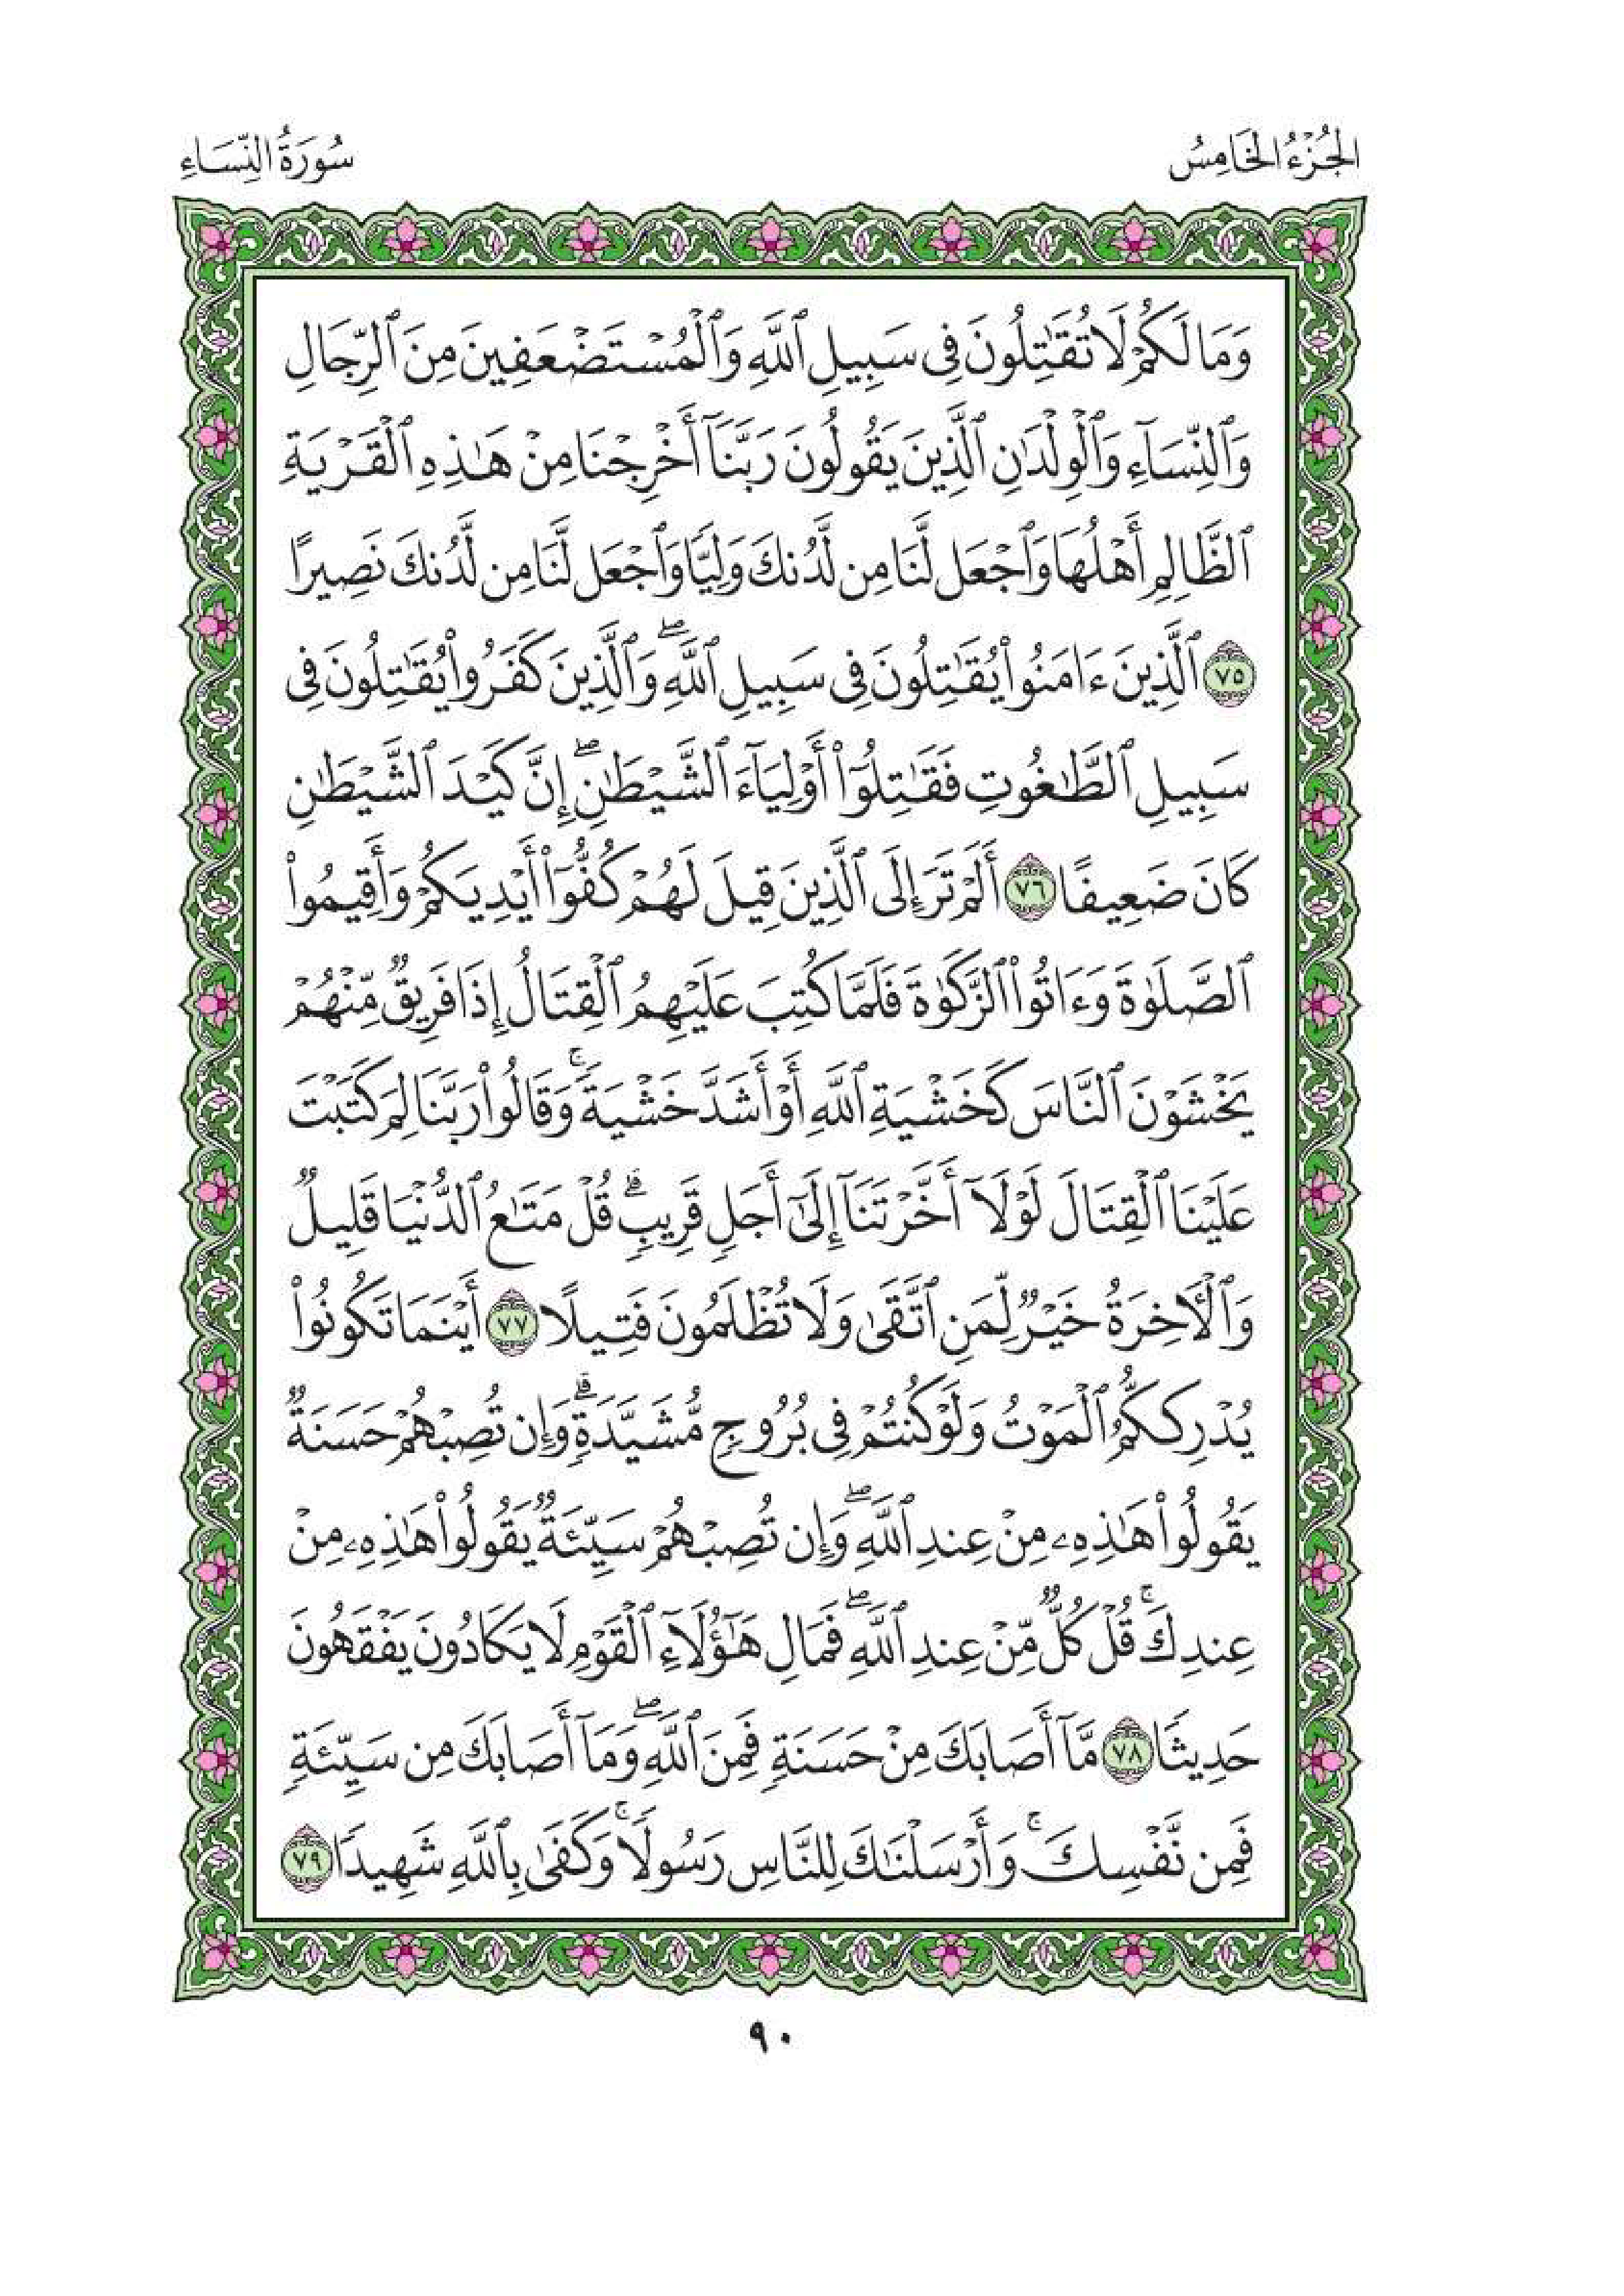 الجُزْءُ الخَامِسُ
سُورَةُ النِّسَاءِ
وَمَا لَكُمْ لَا تُقَٰتِلُونَ فِى سَبِيلِ ٱللَّهِ وَٱلْمُسْتَضْعَفِينَ مِنَ ٱلرِّجَالِ
وَٱلنِّسَآءِ وَٱلْوِلْدَٰنِ ٱلَّذِينَ يَقُولُونَ رَبَّنَآ أَخْرِجْنَا مِنْ هَٰذِهِ ٱلْقَرْيَةِ
ٱلظَّالِمِ أَهْلُهَا وَٱجْعَل لَّنَا مِن لَّدُنكَ وَلِيًّا وَٱجْعَل لَّنَا مِن لَّدُنكَ نَصِيرًا
٧٥ ٱلَّذِينَ ءَامَنُوا۟ يُقَٰتِلُونَ فِى سَبِيلِ ٱللَّهِ ۖ وَٱلَّذِينَ كَفَرُوا۟ يُقَٰتِلُونَ فِى
سَبِيلِ ٱلطَّٰغُوتِ فَقَٰتِلُوٓا۟ أَوْلِيَآءَ ٱلشَّيْطَٰنِ ۖ إِنَّ كَيْدَ ٱلشَّيْطَٰنِ
كَانَ ضَعِيفًا ٧٦ أَلَمْ تَرَ إِلَى ٱلَّذِينَ قِيلَ لَهُمْ كُفُّوٓا۟ أَيْدِيَكُمْ وَأَقِيمُوا۟
ٱلصَّلَوٰةَ وَءَاتُوا۟ ٱلزَّكَوٰةَ فَلَمَّا كُتِبَ عَلَيْهِمُ ٱلْقِتَالُ إِذَا فَرِيقٌ مِّنْهُمْ
يَخْشَوْنَ ٱلنَّاسَ كَخَشْيَةِ ٱللَّهِ أَوْ أَشَدَّ خَشْيَةً ۚ وَقَالُوا۟ رَبَّنَا لِمَ كَتَبْتَ
عَلَيْنَا ٱلْقِتَالَ لَوْلَآ أَخَّرْتَنَآ إِلَىٰٓ أَجَلٍ قَرِيبٍ ۗ قُلْ مَتَٰعُ ٱلدُّنْيَا قَلِيلٌ
وَٱلْءَاخِرَةُ خَيْرٌ لِّمَنِ ٱتَّقَىٰ وَلَا تُظْلَمُونَ فَتِيلًا ٧٧ أَيْنَمَا تَكُونُوا۟
يُدْرِككُّمُ ٱلْمَوْتُ وَلَوْ كُنتُمْ فِى بُرُوجٍ مُّشَيَّدَةٍ ۗ وَإِن تُصِبْهُمْ حَسَنَةٌ
يَقُولُوا۟ هَٰذِهِۦ مِنْ عِندِ ٱللَّهِ ۖ وَإِن تُصِبْهُمْ سَيِّئَةٌ يَقُولُوا۟ هَٰذِهِۦ مِنْ
عِندِكَ ۚ قُلْ كُلٌّ مِّنْ عِندِ ٱللَّهِ ۖ فَمَالِ هَٰٓؤُلَآءِ ٱلْقَوْمِ لَا يَكَادُونَ يَفْقَهُونَ
حَدِيثًا ٧٨ مَّآ أَصَابَكَ مِنْ حَسَنَةٍ فَمِنَ ٱللَّهِ ۖ وَمَآ أَصَابَكَ مِن سَيِّئَةٍ
فَمِن نَّفْسِكَ ۚ وَأَرْسَلْنَٰكَ لِلنَّاسِ رَسُولًا ۚ وَكَفَىٰ بِٱللَّهِ شَهِيدًا ٧٩
٩٠